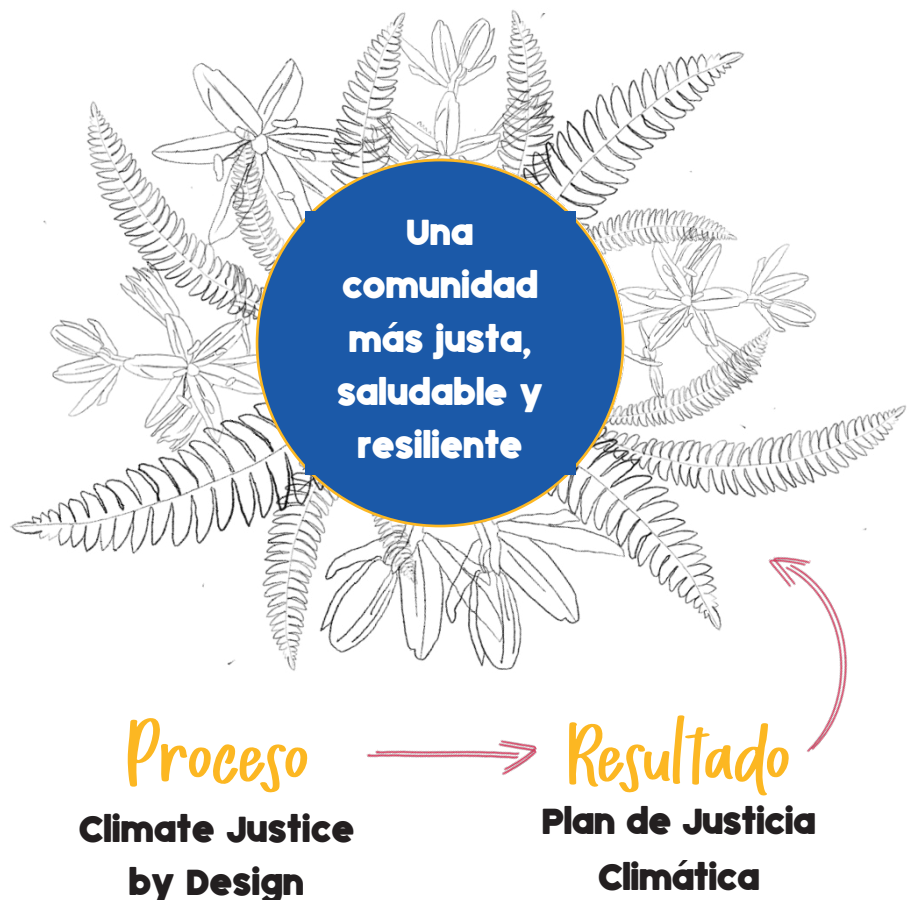 Una
comunidad
más justa,
saludable y
resiliente
Proceso
Climate Justice
by Design
Resultado
Plan de Justicia
Climática